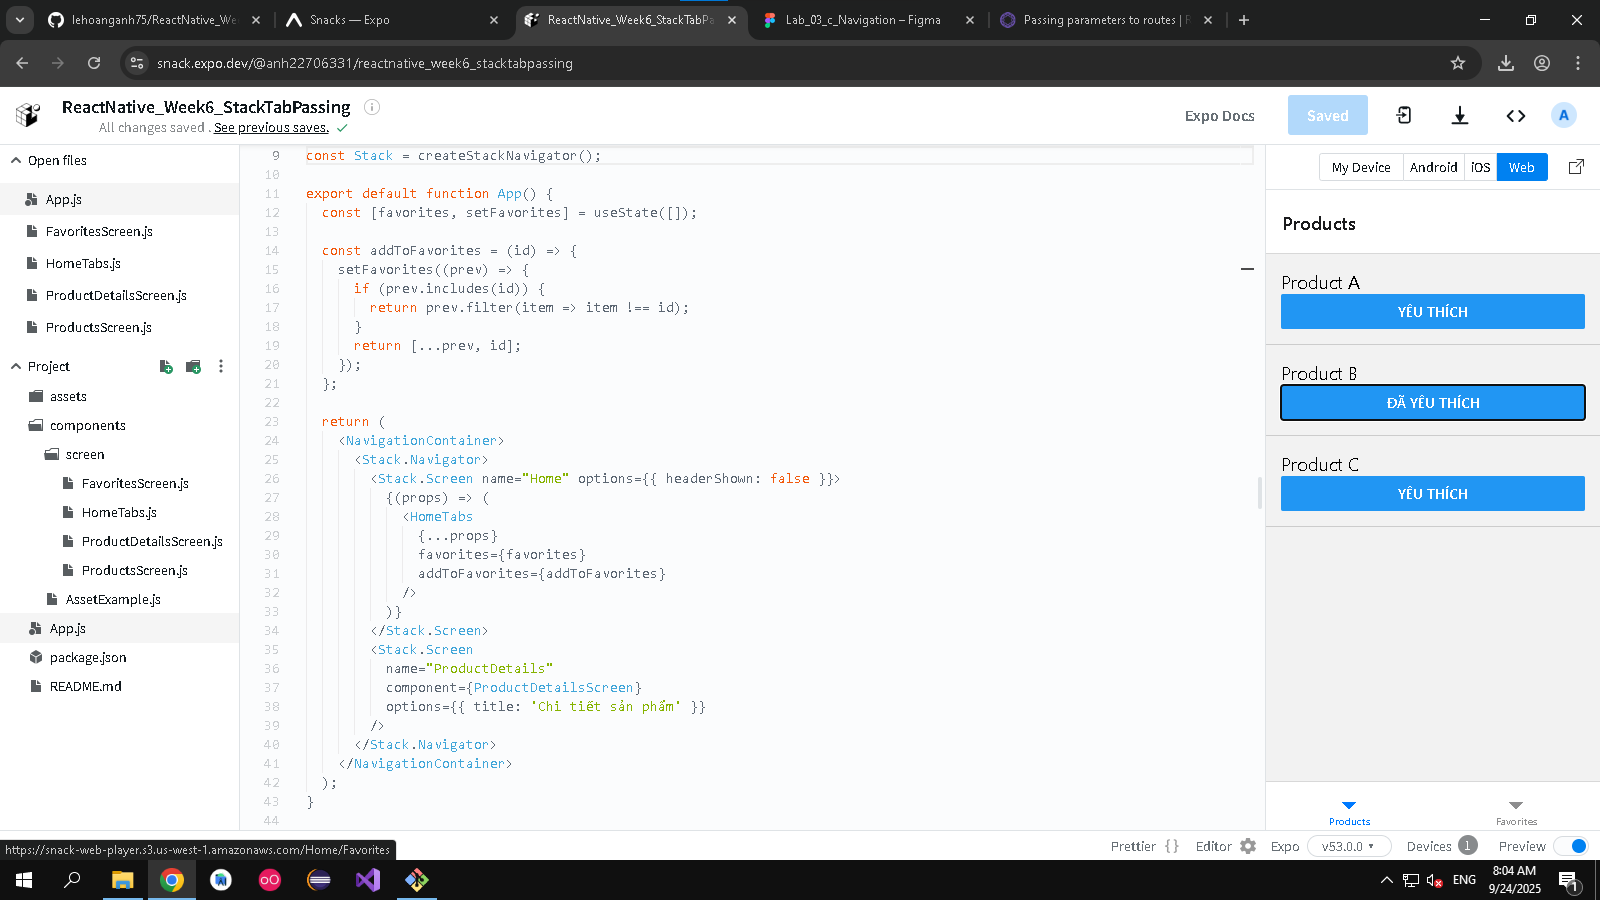 lehoanganh75/ReactNative_We
Snacks — Expo
ReactNative_Week6_StackTabPa
Lab_03_c_Navigation – Figma
Passing parameters to routes | R
snack.expo.dev/@anh22706331/reactnative_week6_stacktabpassing
ReactNative_Week6_StackTabPassing
All changes saved . See previous saves.
Expo Docs
Saved
A
Open files
App.js
FavoritesScreen.js
HomeTabs.js
ProductDetailsScreen.js
ProductsScreen.js
Project
assets
components
screen
FavoritesScreen.js
HomeTabs.js
ProductDetailsScreen.js
ProductsScreen.js
AssetExample.js
App.js
package.json
README.md
9 const Stack = createStackNavigator();
10
11 export default function App() {
12 const [favorites, setFavorites] = useState([]);
13
14 const addToFavorites = (id) => {
15 setFavorites((prev) => {
16 if (prev.includes(id)) {
17 return prev.filter(item => item !== id);
18 }
19 return [...prev, id];
20 });
21 };
22
23 return (
24 <NavigationContainer>
25 <Stack.Navigator>
26 <Stack.Screen name="Home" options={{ headerShown: false }}>
27 {(props) => (
28 <HomeTabs
29 {...props}
30 favorites={favorites}
31 addToFavorites={addToFavorites}
32 />
33 )}
34 </Stack.Screen>
35 <Stack.Screen
36 name="ProductDetails"
37 component={ProductDetailsScreen}
38 options={{ title: 'Chi tiết sản phẩm' }}
39 />
40 </Stack.Navigator>
41 </NavigationContainer>
42 );
43 }
44
My Device
Android
iOS
Web
Products
Product A
YÊU THÍCH
Product B
ĐÃ YÊU THÍCH
Product C
YÊU THÍCH
Products
Favorites
https://snack-web-player.s3.us-west-1.amazonaws.com/Home/Favorites
Prettier {}
Editor
Expo
v53.0.0
Devices 1
Preview
ENG
8:04 AM
9/24/2025
1